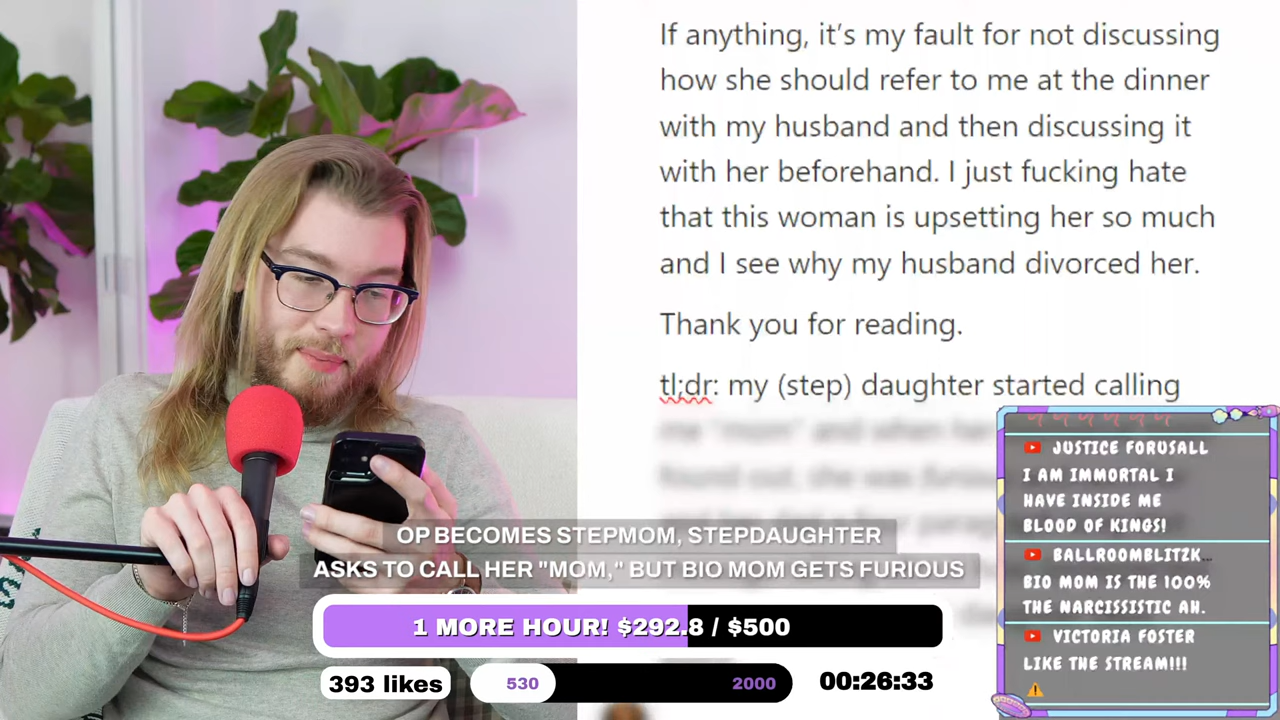 If anything, it's my fault for not discussing
how she should refer to me at the dinner
with my husband and then discussing it
with her beforehand. I just fucking hate
that this woman is upsetting her so much
and I see why my husband divorced her.
Thank you for reading.
tl;dr: my (step) daughter started calling
OP BECOMES STEPMOM, STEPDAUGHTER
ASKS TO CALL HER "MOM," BUT BIO MOM GETS FURIOUS
1 MORE HOUR! $292.8 / $500
393 likes
530
2000
00:26:33
JUSTICE FORUSALL
I AM IMMORTAL I
HAVE INSIDE ME
BLOOD OF KINGS!
BALLROOMBLITZK...
BIO MOM IS THE 100%
THE NARCISSISTIC AH.
VICTORIA FOSTER
LIKE THE STREAM!!!